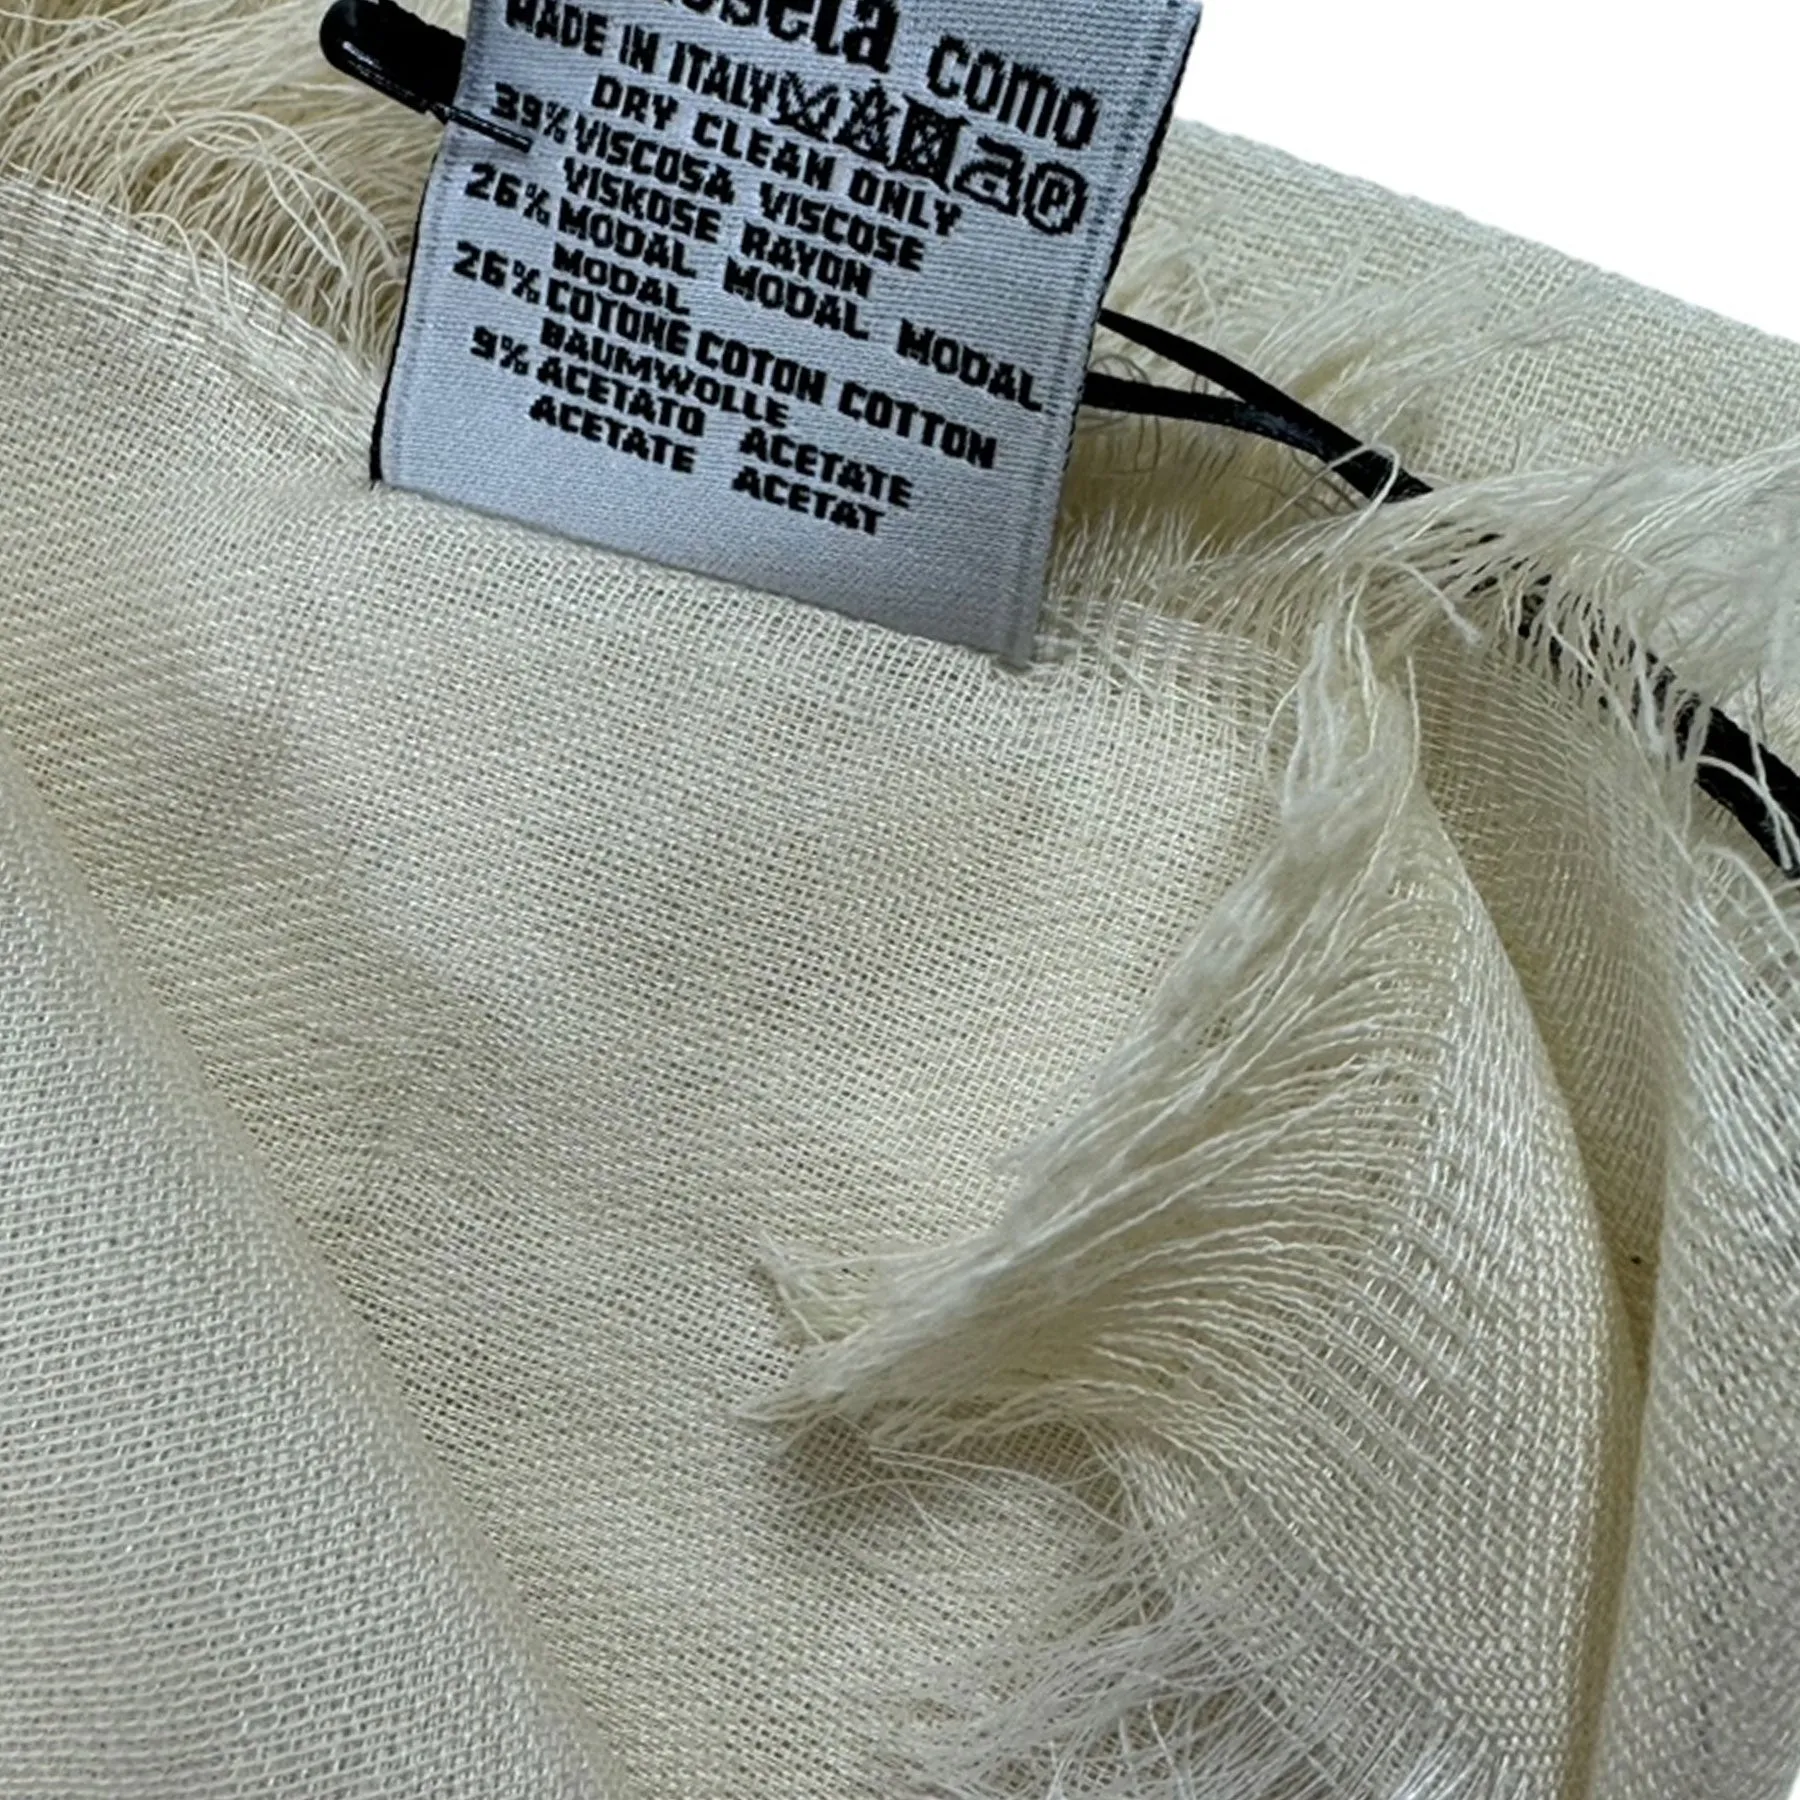 como
MADE IN ITALY
DRY CLEAN ONLY
39% VISCOSA VISCOSE
VISKOSE RAYON
26% MODAL MODAL MODAL
MODAL
26% COTONE COTON COTTON
BAUMWOLLE
9% ACETATO ACETATE
ACETATE ACETAT